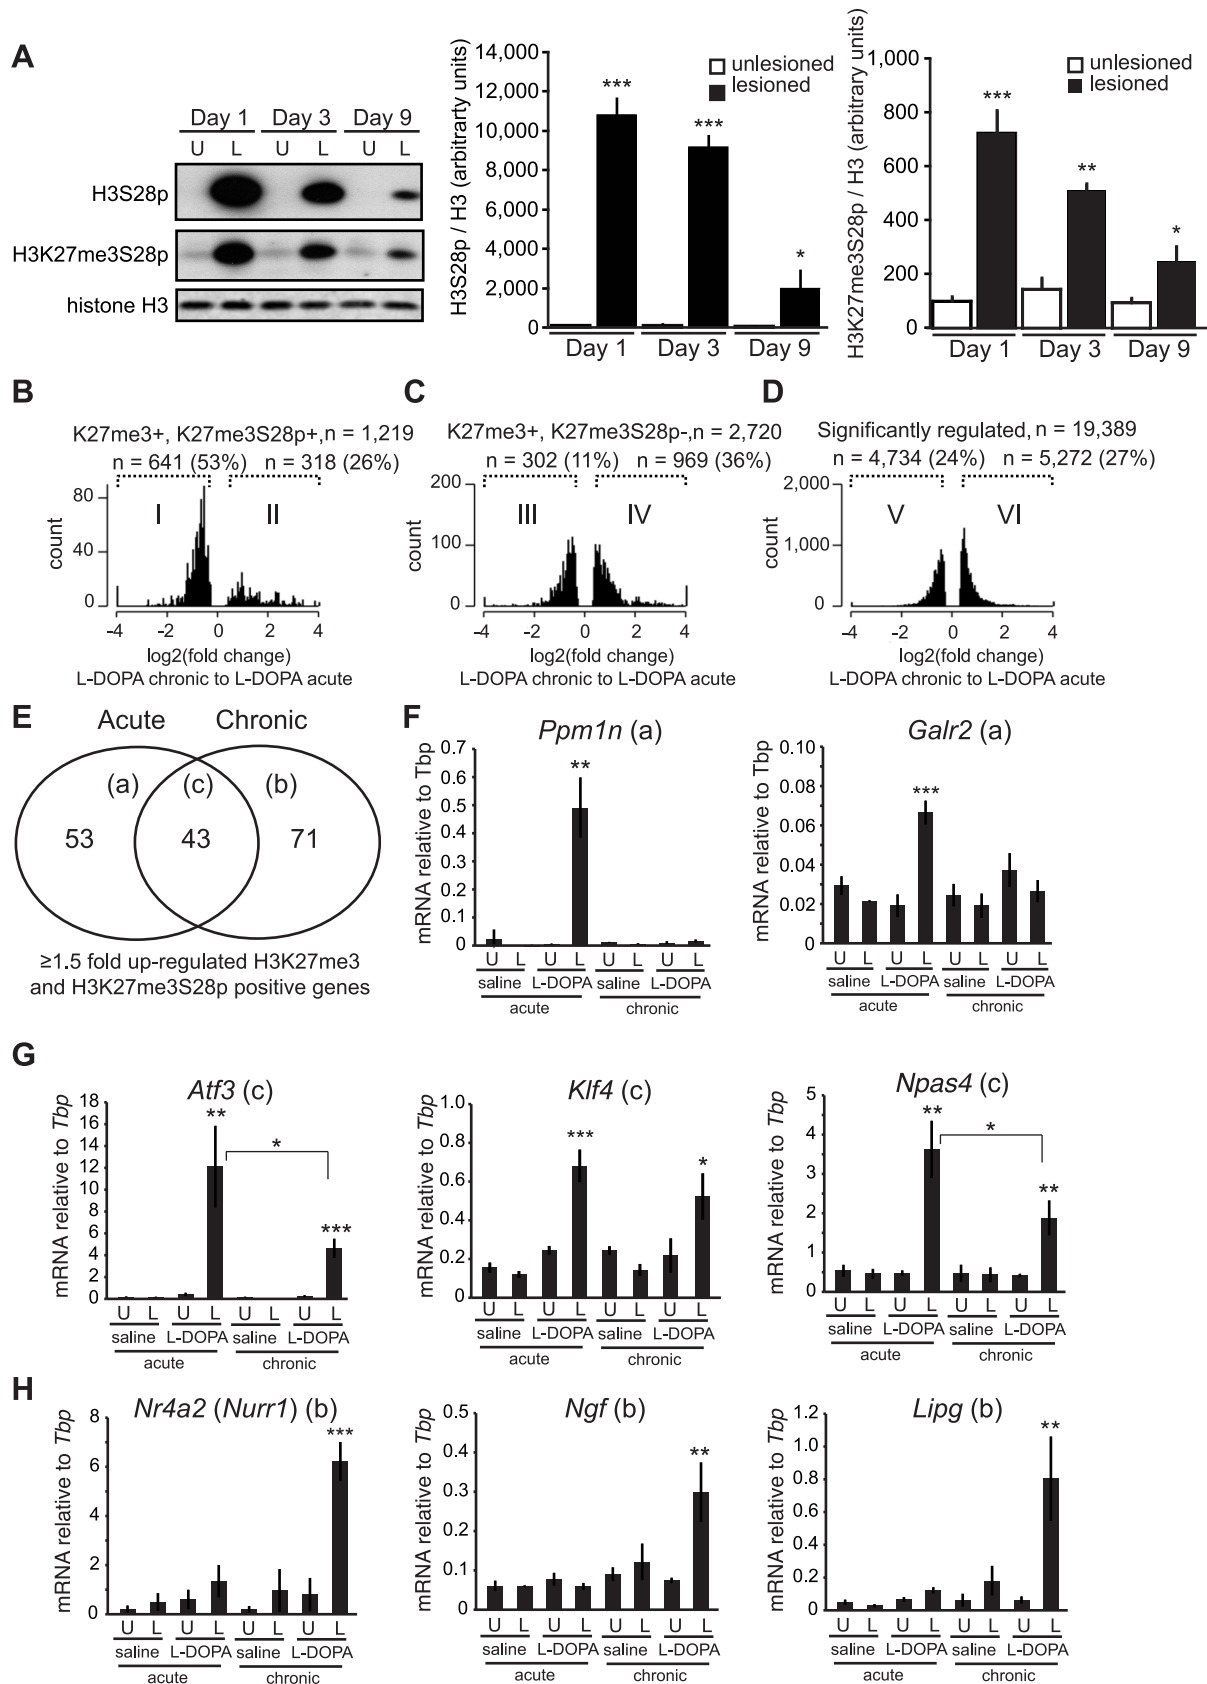 A
Day 1 Day 3 Day 9
U L U L U L
H3S28p
H3K27me3S28p
histone H3
H3S28p / H3 (arbitrarty units)
14,000
12,000
10,000
8,000
6,000
4,000
2,000
0
unlesioned
lesioned
***
***
*
Day 1 Day 3 Day 9
H3K27me3S28p / H3 (arbitrary units)
1,000
800
600
400
200
0
unlesioned
lesioned
***
**
*
Day 1 Day 3 Day 9
B
K27me3+, K27me3S28p+, n = 1,219
n = 641 (53%) n = 318 (26%)
I II
count
80
40
0
-4 -2 0 2 4
log2(fold change)
L-DOPA chronic to L-DOPA acute
C
K27me3+, K27me3S28p-, n = 2,720
n = 302 (11%) n = 969 (36%)
III IV
count
200
100
0
-4 -2 0 2 4
log2(fold change)
L-DOPA chronic to L-DOPA acute
D
Significantly regulated, n = 19,389
n = 4,734 (24%) n = 5,272 (27%)
V VI
count
2,000
1,000
0
-4 -2 0 2 4
log2(fold change)
L-DOPA chronic to L-DOPA acute
E
Acute Chronic
(a) (c) (b)
53 43 71
≥1.5 fold up-regulated H3K27me3
and H3K27me3S28p positive genes
F
Ppm1n (a)
mRNA relative to Tbp
0.7
0.6
0.5
0.4
0.3
0.2
0.1
0
**
U L U L U L U L
saline L-DOPA saline L-DOPA
acute chronic
Galr2 (a)
mRNA relative to Tbp
0.10
0.08
0.06
0.04
0.02
0
***
U L U L U L U L
saline L-DOPA saline L-DOPA
acute chronic
G
Atf3 (c)
mRNA relative to Tbp
18
16
14
12
10
8
6
4
2
0
**
*
***
U L U L U L U L
saline L-DOPA saline L-DOPA
acute chronic
Klf4 (c)
mRNA relative to Tbp
1.0
0.8
0.6
0.4
0.2
0
***
*
U L U L U L U L
saline L-DOPA saline L-DOPA
acute chronic
Npas4 (c)
mRNA relative to Tbp
5
4
3
2
1
0
**
*
**
U L U L U L U L
saline L-DOPA saline L-DOPA
acute chronic
H
Nr4a2 (Nurr1) (b)
mRNA relative to Tbp
8
6
4
2
0
***
U L U L U L U L
saline L-DOPA saline L-DOPA
acute chronic
Ngf (b)
mRNA relative to Tbp
0.5
0.4
0.3
0.2
0.1
0
**
U L U L U L U L
saline L-DOPA saline L-DOPA
acute chronic
Lipg (b)
mRNA relative to Tbp
1.2
1.0
0.8
0.6
0.4
0.2
0
**
U L U L U L U L
saline L-DOPA saline L-DOPA
acute chronic